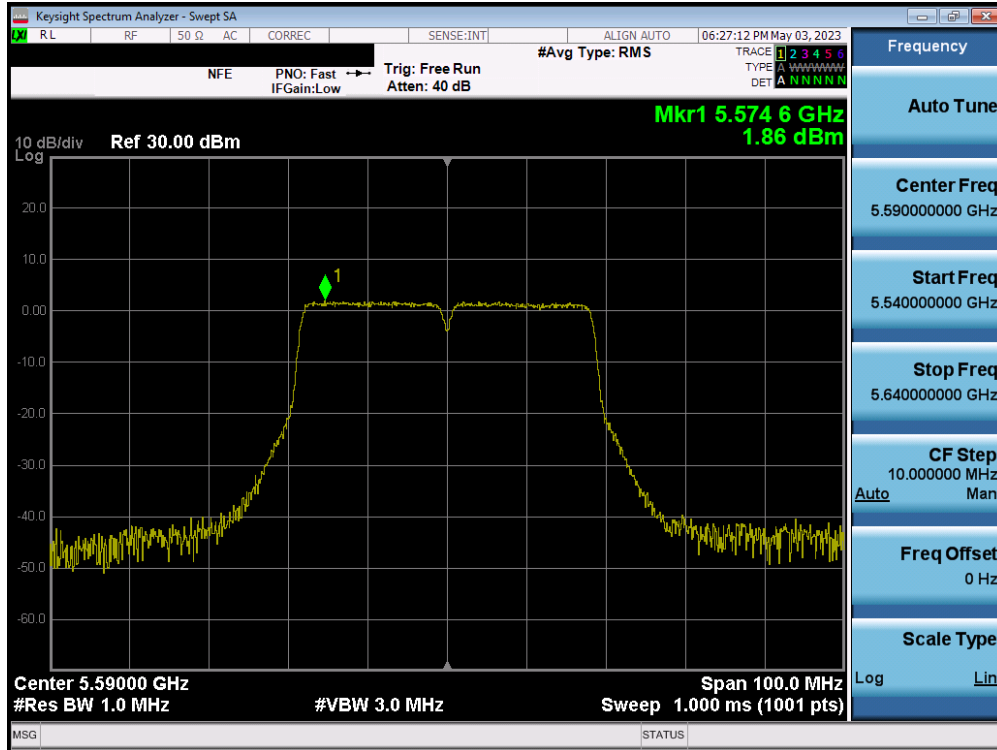 Keysight Spectrum Analyzer - Swept SA
LXI RL RF 50 Ω AC CORREC SENSE:INT ALIGN AUTO 06:27:12 PM May 03, 2023
#Avg Type: RMS
TRACE 1 2 3 4 5 6
NFE PNO: Fast Trig: Free Run TYPE A WWWWW
IFGain:Low Atten: 40 dB DET A N N N N N
Mkr1 5.574 6 GHz
1.86 dBm
10 dB/div Ref 30.00 dBm
Log
20.0
10.0
0.00
-10.0
-20.0
-30.0
-40.0
-50.0
-60.0
1
Center 5.59000 GHz Span 100.0 MHz
#Res BW 1.0 MHz #VBW 3.0 MHz Sweep 1.000 ms (1001 pts)
MSG STATUS
Frequency
Auto Tune
Center Freq
5.590000000 GHz
Start Freq
5.540000000 GHz
Stop Freq
5.640000000 GHz
CF Step
10.000000 MHz
Auto Man
Freq Offset
0 Hz
Scale Type
Log Lin